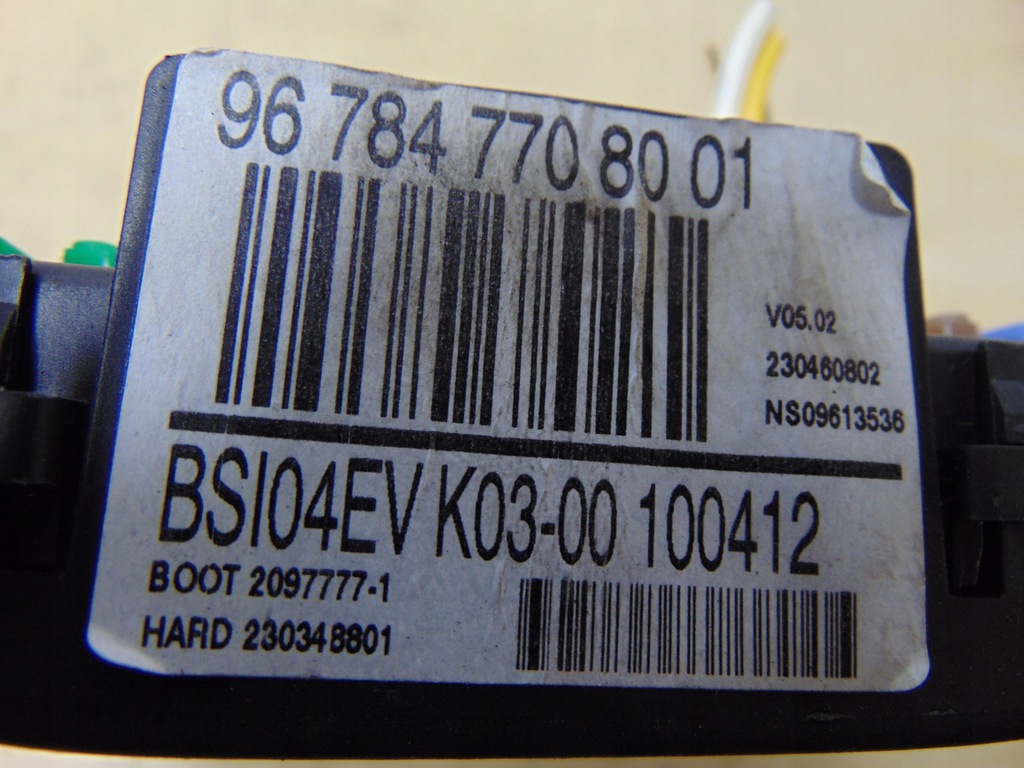 96 784 770 80 01
V05.02
230460802
NS09613536
BSI04EV K03-00 100412
BOOT 2097777-1
HARD 230348801